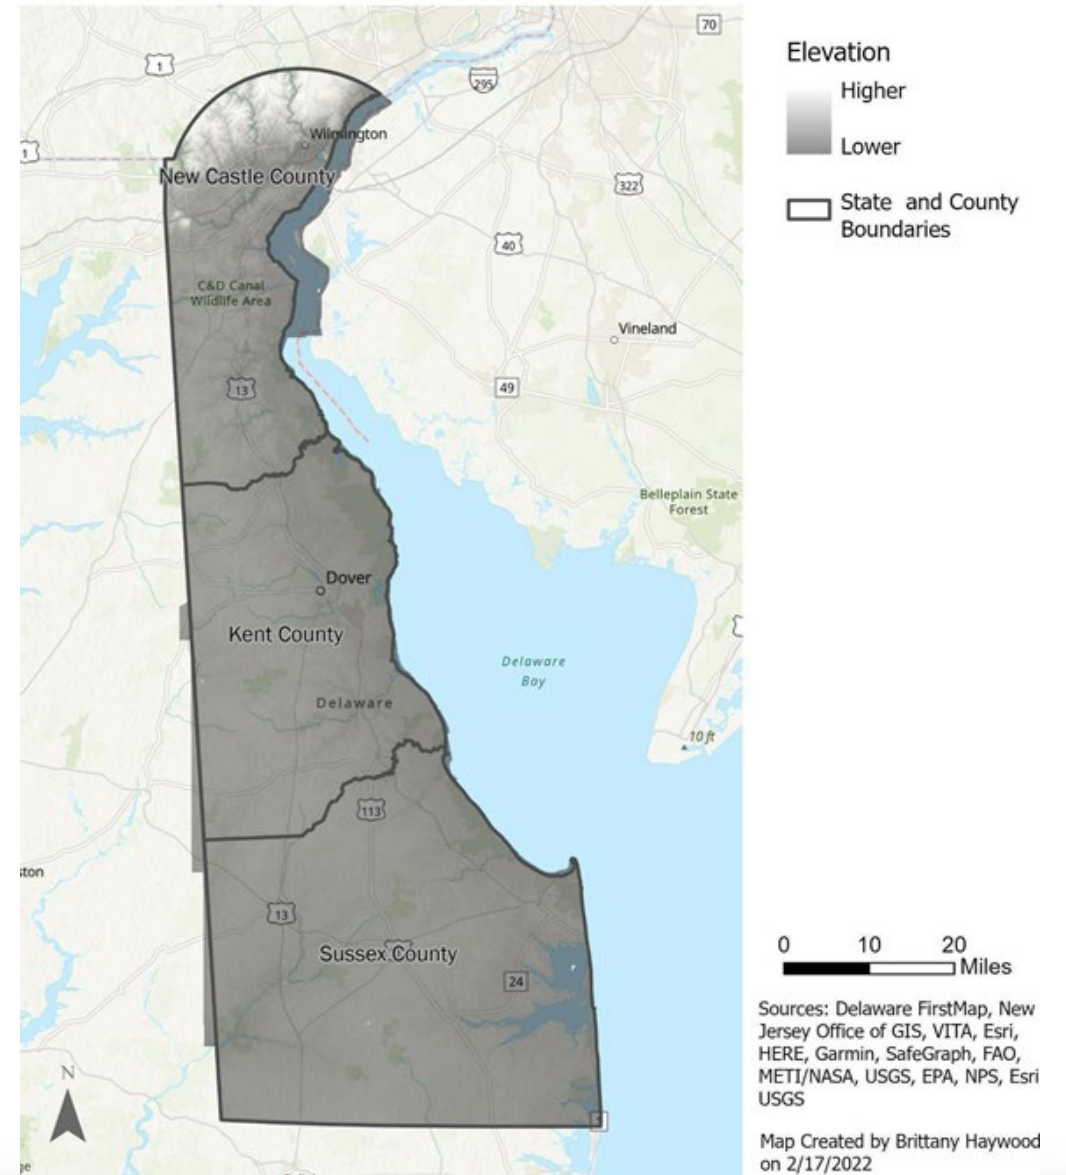 70
1
295
Wilmington
1
New Castle County
322
40
C&D Canal
Wildlife Area
Vineland
13
49
Belleplain State
Forest
Dover
Kent County
Delaware
Bay
Delaware
10 ft
113
ston
13
Sussex County
24
N
ge
Elevation
Higher
Lower
State and County
Boundaries
0 10 20
Miles
Sources: Delaware FirstMap, New
Jersey Office of GIS, VITA, Esri,
HERE, Garmin, SafeGraph, FAO,
METI/NASA, USGS, EPA, NPS, Esri
USGS
Map Created by Brittany Haywood
on 2/17/2022